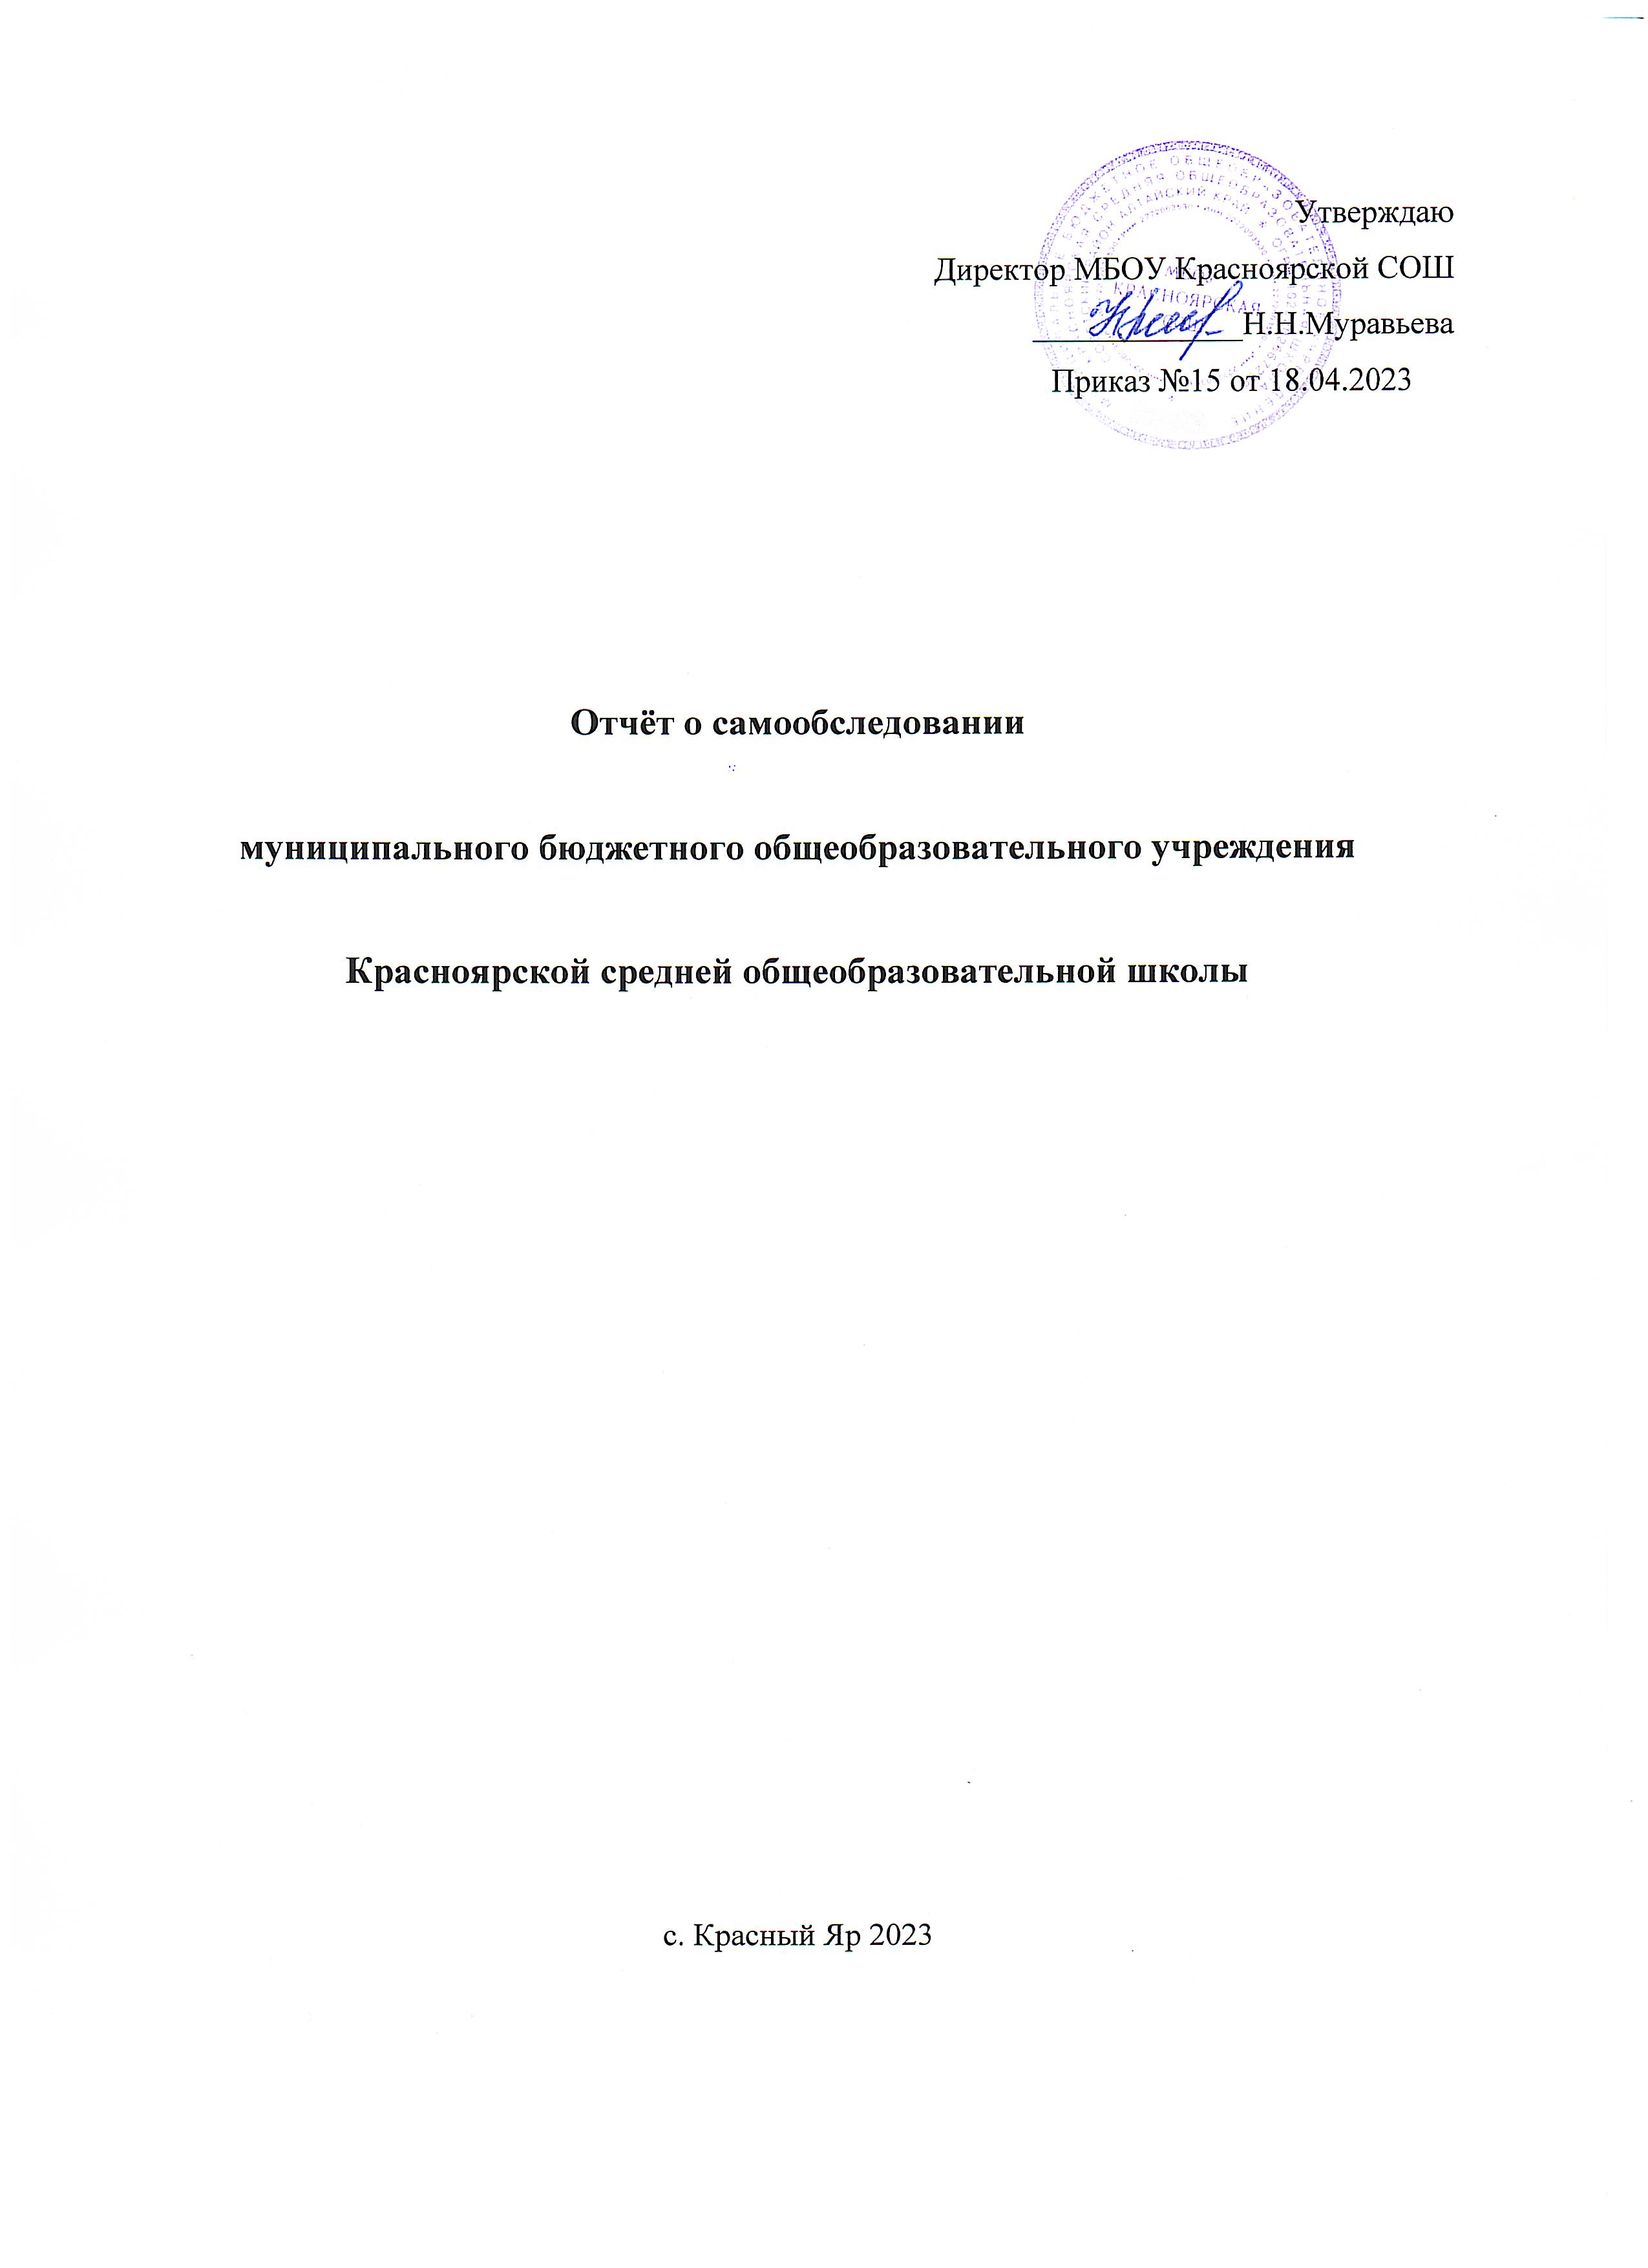 Утверждаю
Директор МБОУ Красноярской СОШ
Н.Н.Муравьева
Приказ №15 от 18.04.2023
КРАСНОЯРСКАЯ
Отчёт о самообследовании
муниципального бюджетного общеобразовательного учреждения
Красноярской средней общеобразовательной школы
с. Красный Яр 2023